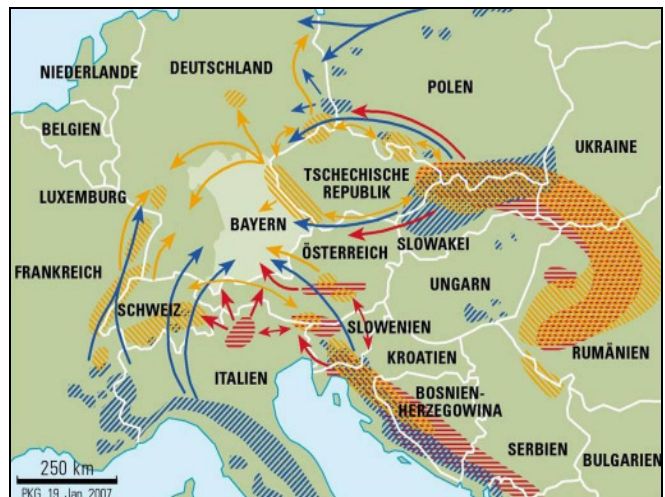 NIEDERLANDE
DEUTSCHLAND
POLEN
BELGIEN
UKRAINE
TSCHECHISCHE
REPUBLIK
LUXEMBURG
BAYERN
SLOWAKEI
ÖSTERREICH
FRANKREICH
UNGARN
SCHWEIZ
SLOWENIEN
RUMÄNIEN
KROATIEN
ITALIEN
BOSNIEN-
HERZEGOWINA
SERBIEN
BULGARIEN
250 km
PKG 19. Jan. 2007